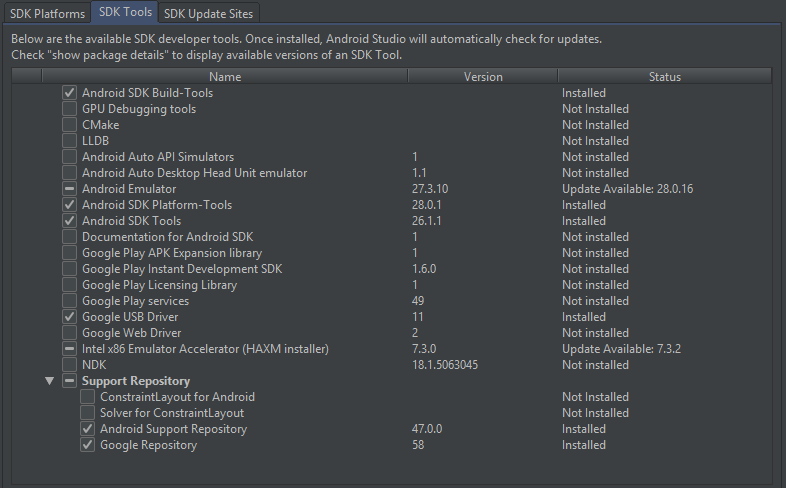 SDK Platforms SDK Tools SDK Update Sites
Below are the available SDK developer tools. Once installed, Android Studio will automatically check for updates.
Check "show package details" to display available versions of an SDK Tool.
Name Version Status
Android SDK Build-Tools Installed
GPU Debugging tools Not Installed
CMake Not Installed
LLDB Not Installed
Android Auto API Simulators 1 Not installed
Android Auto Desktop Head Unit emulator 1.1 Not installed
Android Emulator 27.3.10 Update Available: 28.0.16
Android SDK Platform-Tools 28.0.1 Installed
Android SDK Tools 26.1.1 Installed
Documentation for Android SDK 1 Not installed
Google Play APK Expansion library 1 Not installed
Google Play Instant Development SDK 1.6.0 Not installed
Google Play Licensing Library 1 Not installed
Google Play services 49 Not installed
Google USB Driver 11 Installed
Google Web Driver 2 Not installed
Intel x86 Emulator Accelerator (HAXM installer) 7.3.0 Update Available: 7.3.2
NDK 18.1.5063045 Not installed
Support Repository
ConstraintLayout for Android Not Installed
Solver for ConstraintLayout Not Installed
Android Support Repository 47.0.0 Installed
Google Repository 58 Installed